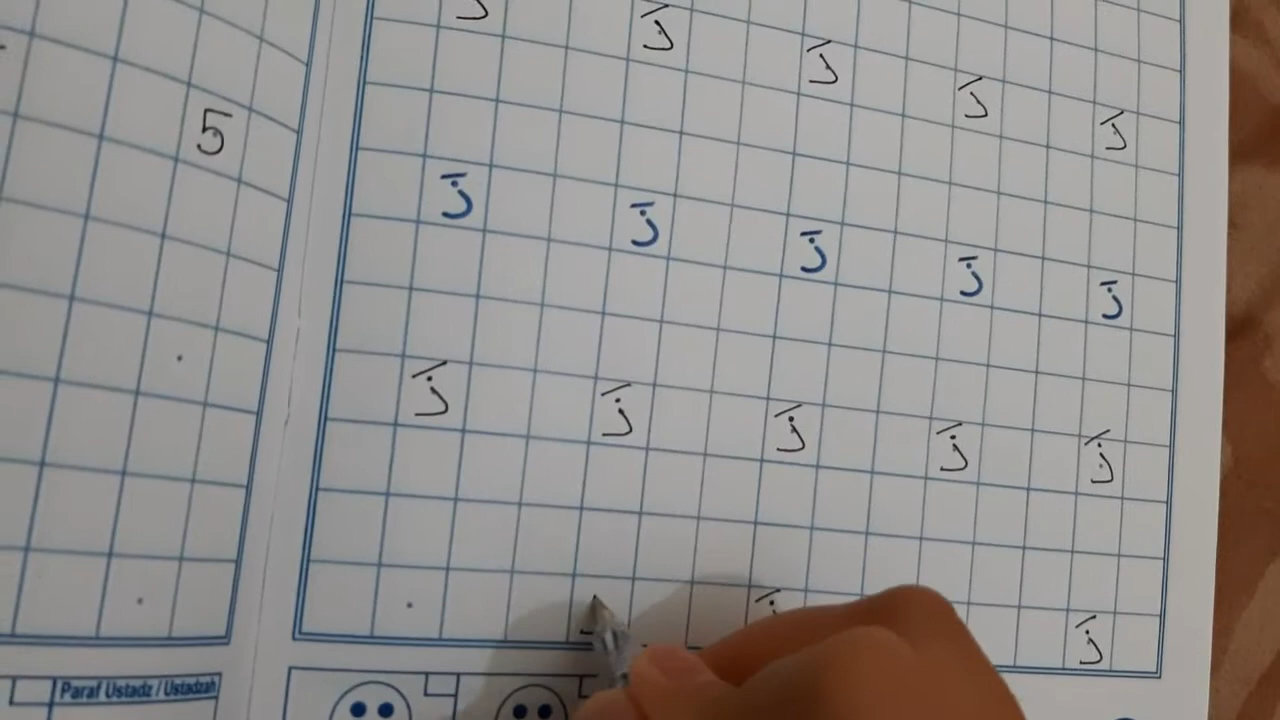 5
دَ دَ دَ دَ
ذَ ذَ ذَ ذَ ذَ
ذَ ذَ ذَ ذَ ذَ
ذَ
Paraf Ustadz / Ustadzah